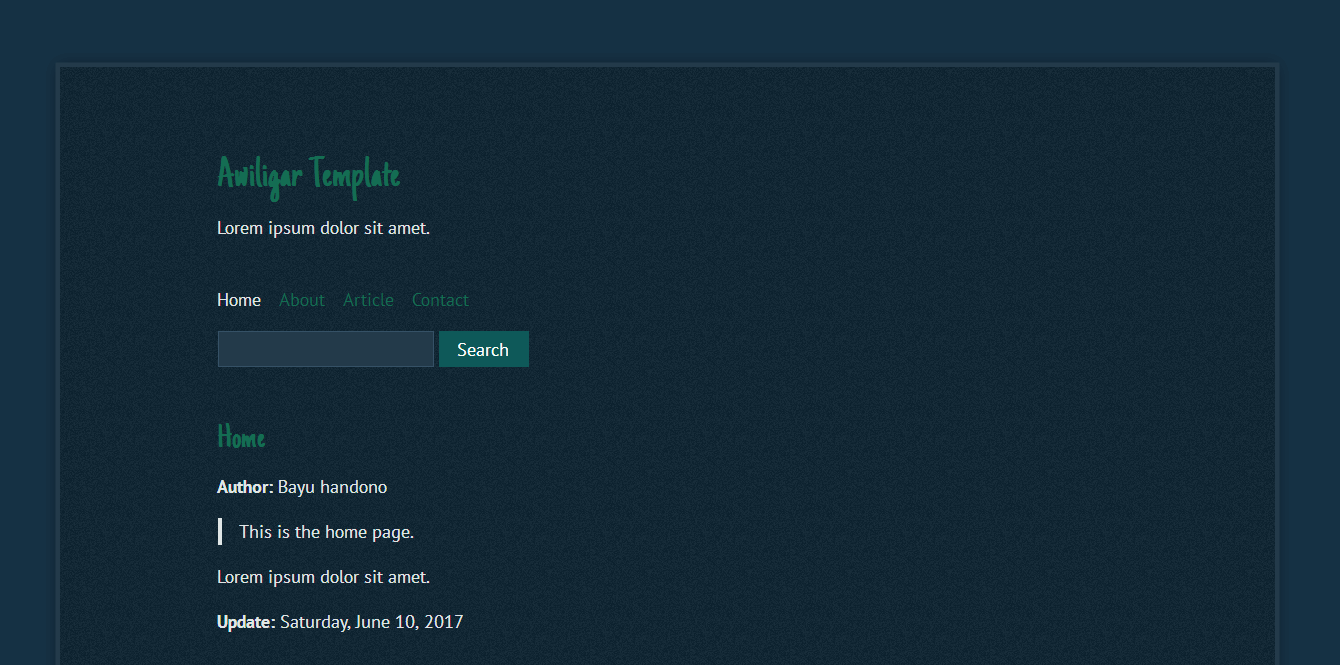 Awiligar Template
Lorem ipsum dolor sit amet.
Home About Article Contact
Search
Home
Author: Bayu handono
This is the home page.
Lorem ipsum dolor sit amet.
Update: Saturday, June 10, 2017